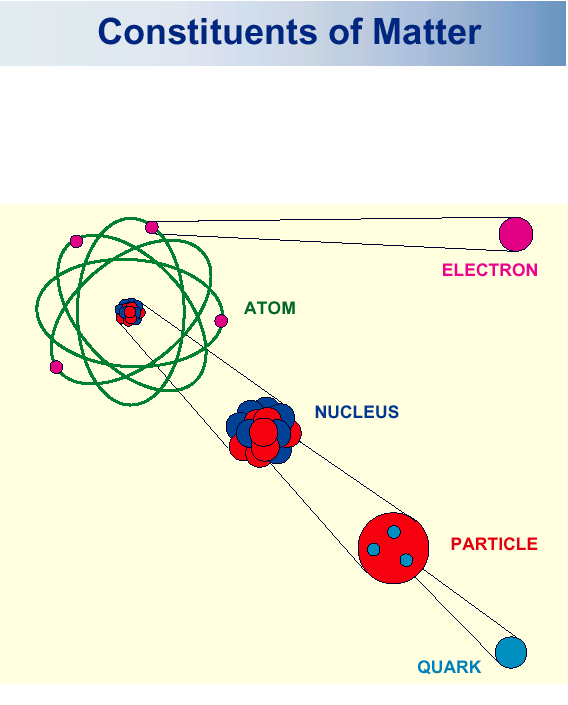 Constituents of Matter
ELECTRON
ATOM
NUCLEUS
PARTICLE
QUARK